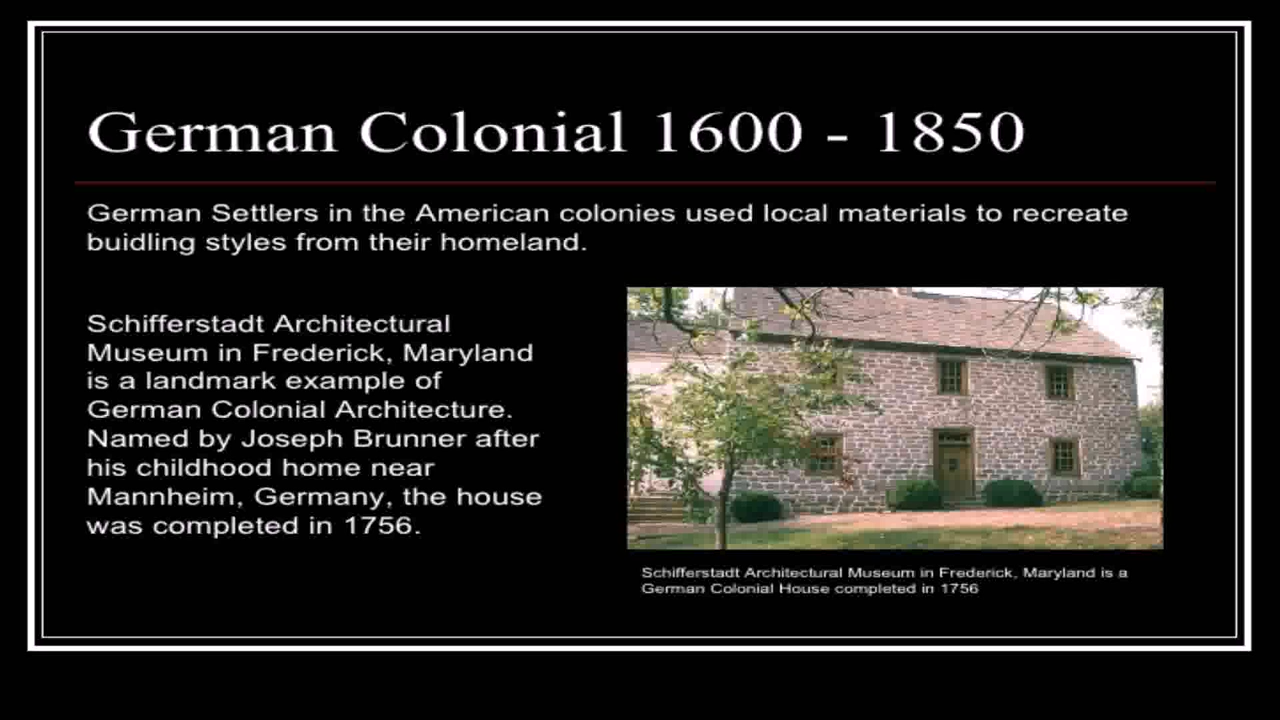 German Colonial 1600 - 1850
German Settlers in the American colonies used local materials to recreate
buidling styles from their homeland.
Schifferstadt Architectural
Museum in Frederick, Maryland
is a landmark example of
German Colonial Architecture.
Named by Joseph Brunner after
his childhood home near
Mannheim, Germany, the house
was completed in 1756.
Schifferstadt Architectural Museum in Frederick, Maryland is a
German Colonial House completed in 1756